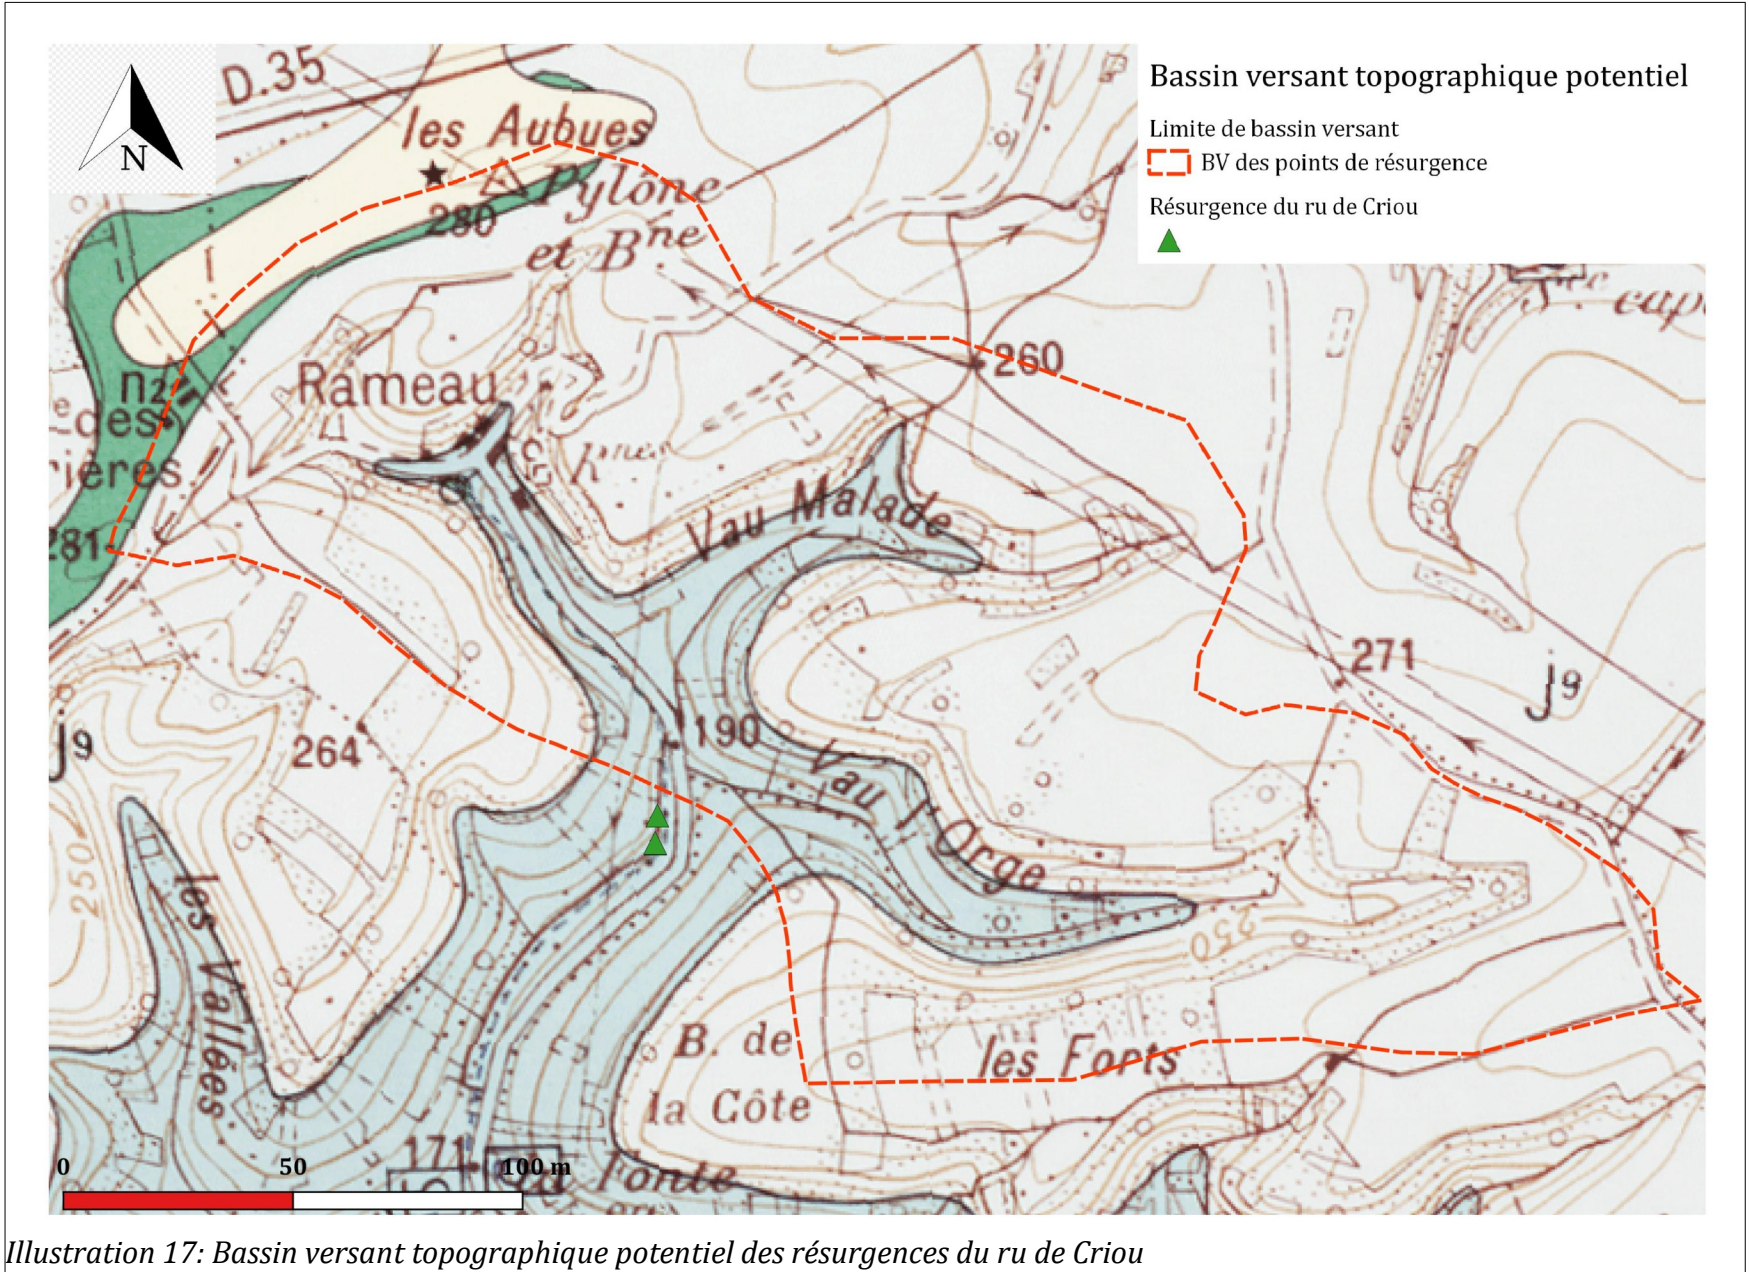 Bassin versant topographique potentiel
Limite de bassin versant
BV des points de résurgence
Résurgence du ru de Criou
N
D.35
les Aubues
Pylône
280
et Bne
260
Rameau
n2
des
rières
281
Vau Malade
271
j9
190
264
j9
Vau l'Orge
250
250
les Vallées
B. de
la Côte
les Forts
171
0 50 100 m
Illustration 17: Bassin versant topographique potentiel des résurgences du ru de Criou